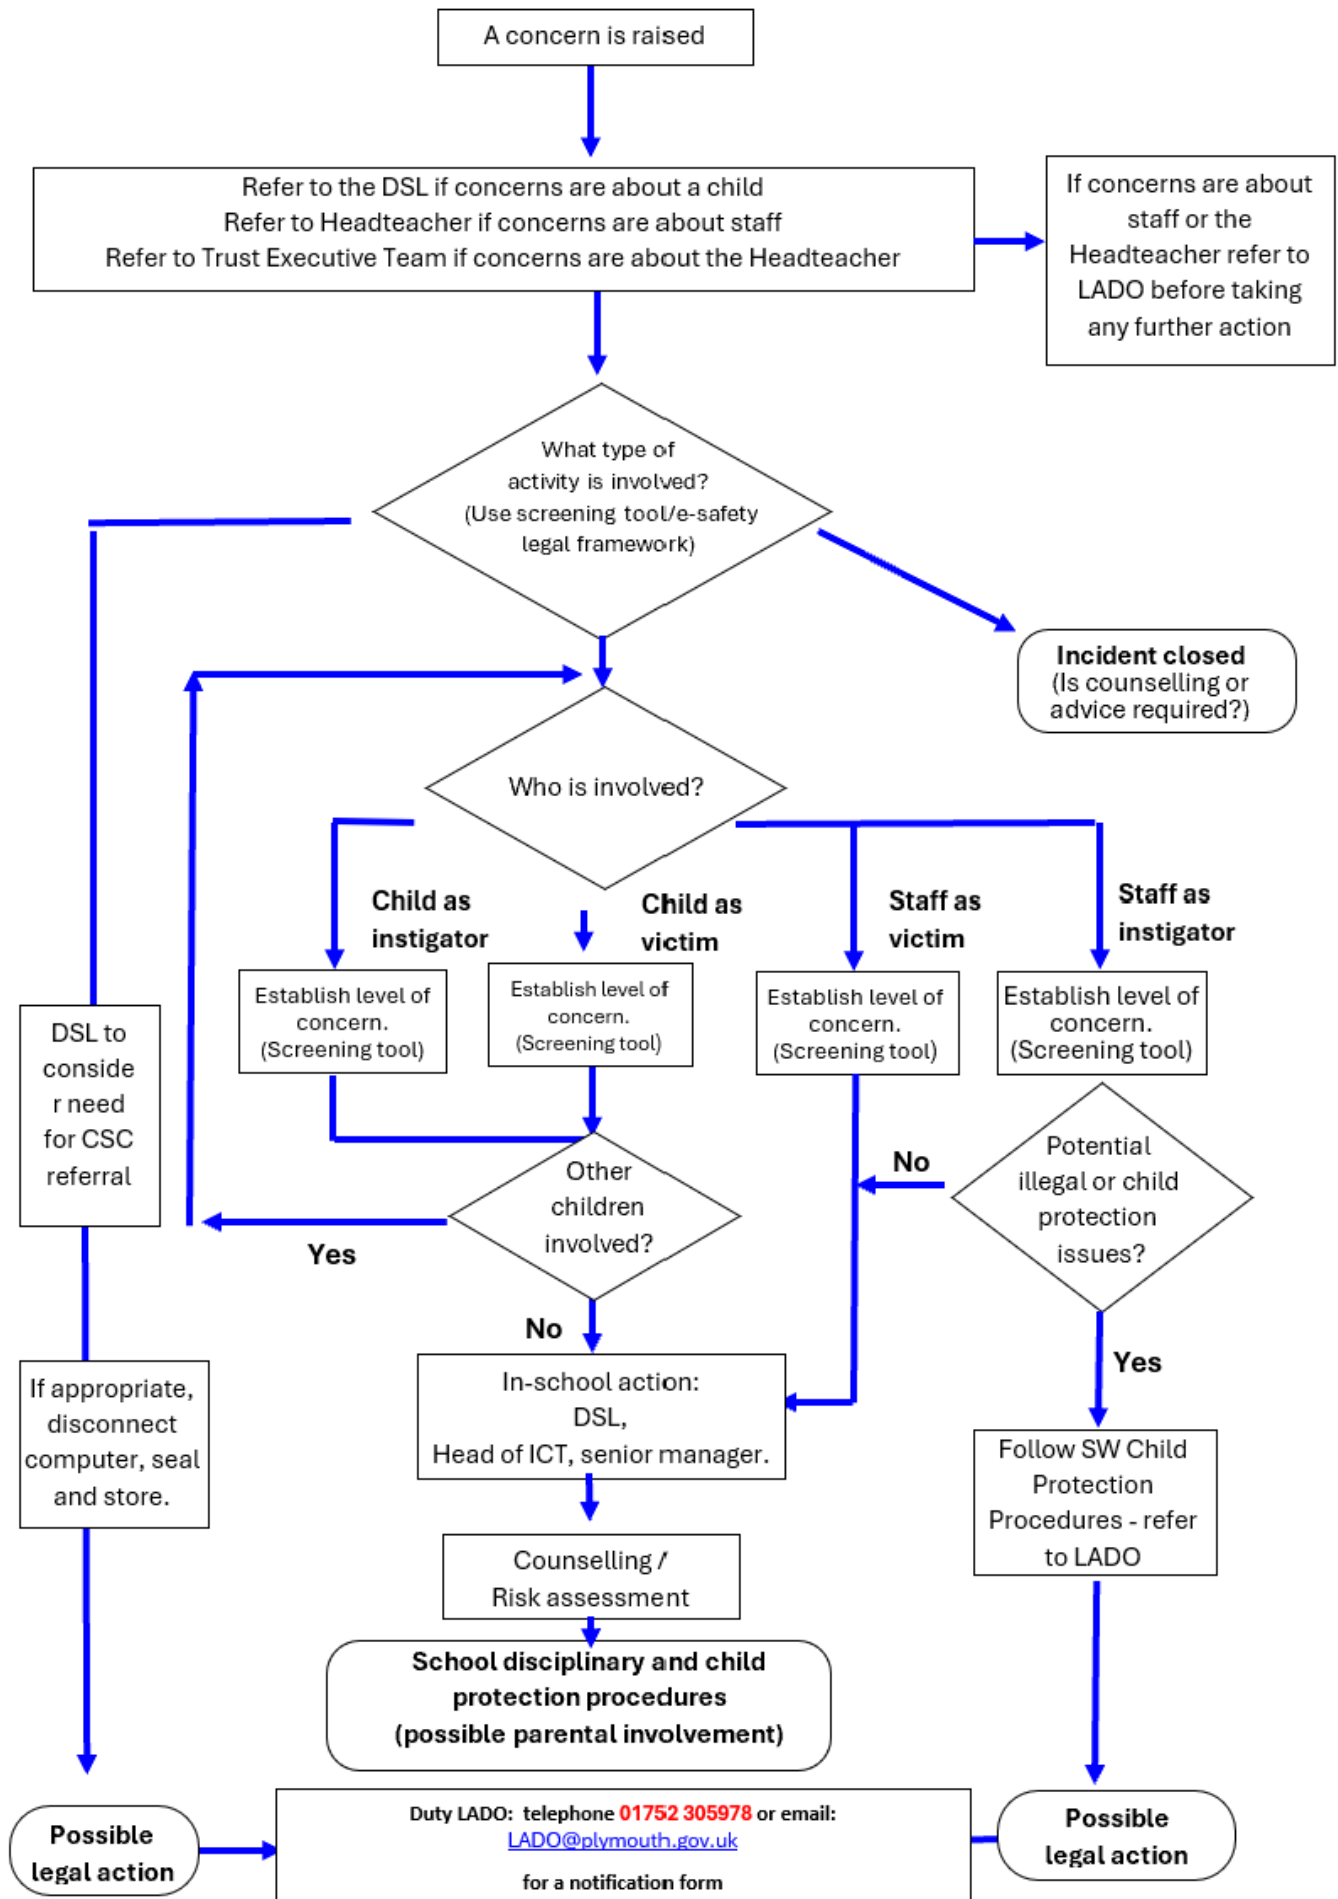 A concern is raised
Refer to the DSL if concerns are about a child
Refer to Headteacher if concerns are about staff
Refer to Trust Executive Team if concerns are about the Headteacher
If concerns are about
staff or the
Headteacher refer to
LADO before taking
any further action
What type of
activity is involved?
(Use screening tool/e-safety
legal framework)
Incident closed
(Is counselling or
advice required?)
Who is involved?
Child as
instigator
Child as
victim
Staff as
victim
Staff as
instigator
Establish level of
concern.
(Screening tool)
Establish level of
concern.
(Screening tool)
Establish level of
concern.
(Screening tool)
Establish level of
concern.
(Screening tool)
DSL to
conside
r need
for CSC
referral
Other
children
involved?
Yes
No
Potential
illegal or child
protection
issues?
No
Yes
If appropriate,
disconnect
computer, seal
and store.
In-school action:
DSL,
Head of ICT, senior manager.
Follow SW Child
Protection
Procedures - refer
to LADO
Counselling /
Risk assessment
School disciplinary and child
protection procedures
(possible parental involvement)
Possible
legal action
Duty LADO: telephone 01752 305978 or email:
LADO@plymouth.gov.uk
for a notification form
Possible
legal action